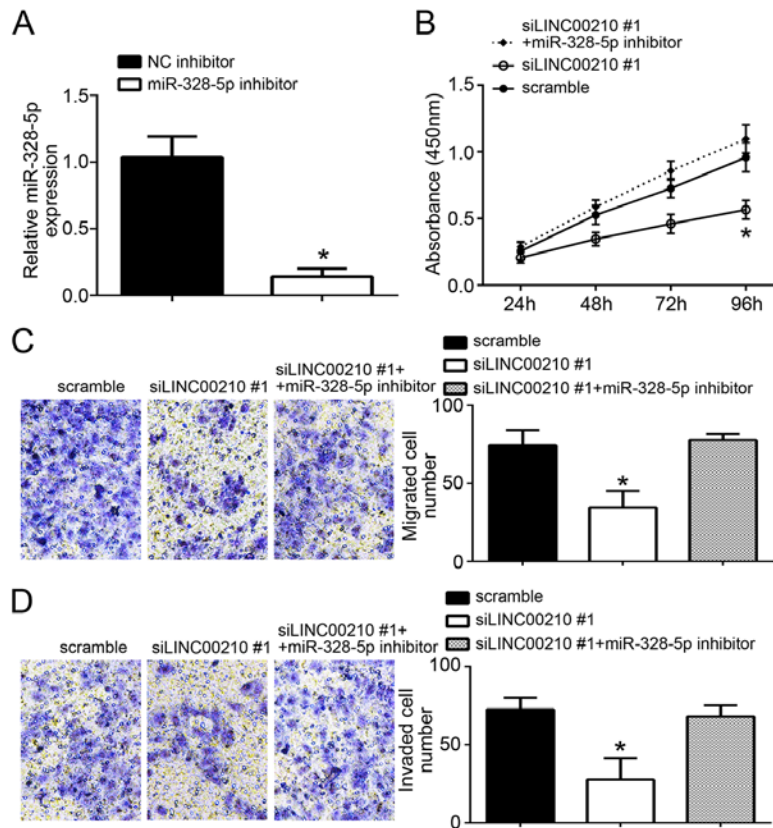 A
NC inhibitor
miR-328-5p inhibitor
Relative miR-328-5p
expression
1.5
1.0
0.5
0.0
*
B
siLINC00210 #1
+miR-328-5p inhibitor
siLINC00210 #1
scramble
Absorbance (450nm)
1.5
1.0
0.5
0.0
*
24h 48h 72h 96h
C
scramble
siLINC00210 #1
siLINC00210 #1+
+miR-328-5p inhibitor
scramble
siLINC00210 #1
siLINC00210 #1+miR-328-5p inhibitor
Migrated cell
number
100
50
0
*
D
scramble
siLINC00210 #1
siLINC00210 #1+
+miR-328-5p inhibitor
scramble
siLINC00210 #1
siLINC00210 #1+miR-328-5p inhibitor
Invaded cell
number
100
50
0
*